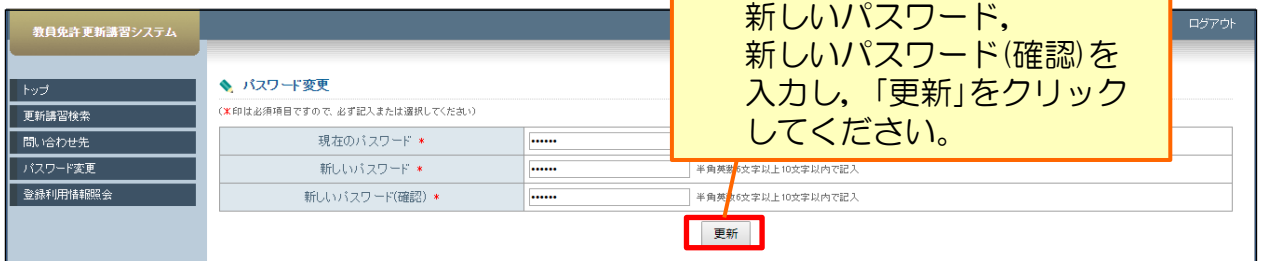 新しいパスワード,
新しいパスワード(確認)を
入力し,「更新」をクリック
してください。
教員免許更新講習システム
ログアウト
トップ
更新講習検索
問い合わせ先
パスワード変更
登録利用情報照会
パスワード変更
(※印は必須項目ですので、必ず記入または選択してください)
現在のパスワード *
••••••
新しいパスワード *
••••••
半角英数6文字以上10文字以内で記入
新しいパスワード(確認) *
••••••
半角英数6文字以上10文字以内で記入
更新